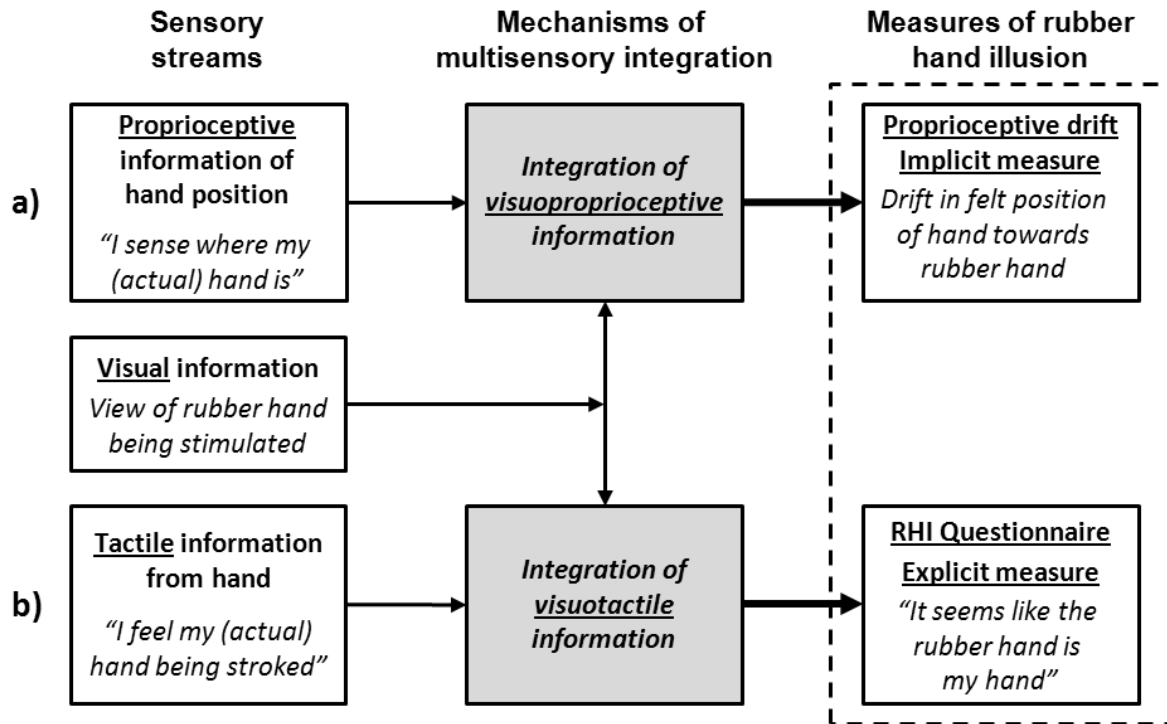 Sensory
streams
Mechanisms of
multisensory integration
Measures of rubber
hand illusion
a)
Proprioceptive
information of
hand position
“I sense where my
(actual) hand is”
Integration of
visuoproprioceptive
information
Proprioceptive drift
Implicit measure
Drift in felt position
of hand towards
rubber hand
Visual information
View of rubber hand
being stimulated
b)
Tactile information
from hand
“I feel my (actual)
hand being stroked”
Integration of
visuotactile
information
RHI Questionnaire
Explicit measure
“It seems like the
rubber hand is
my hand”